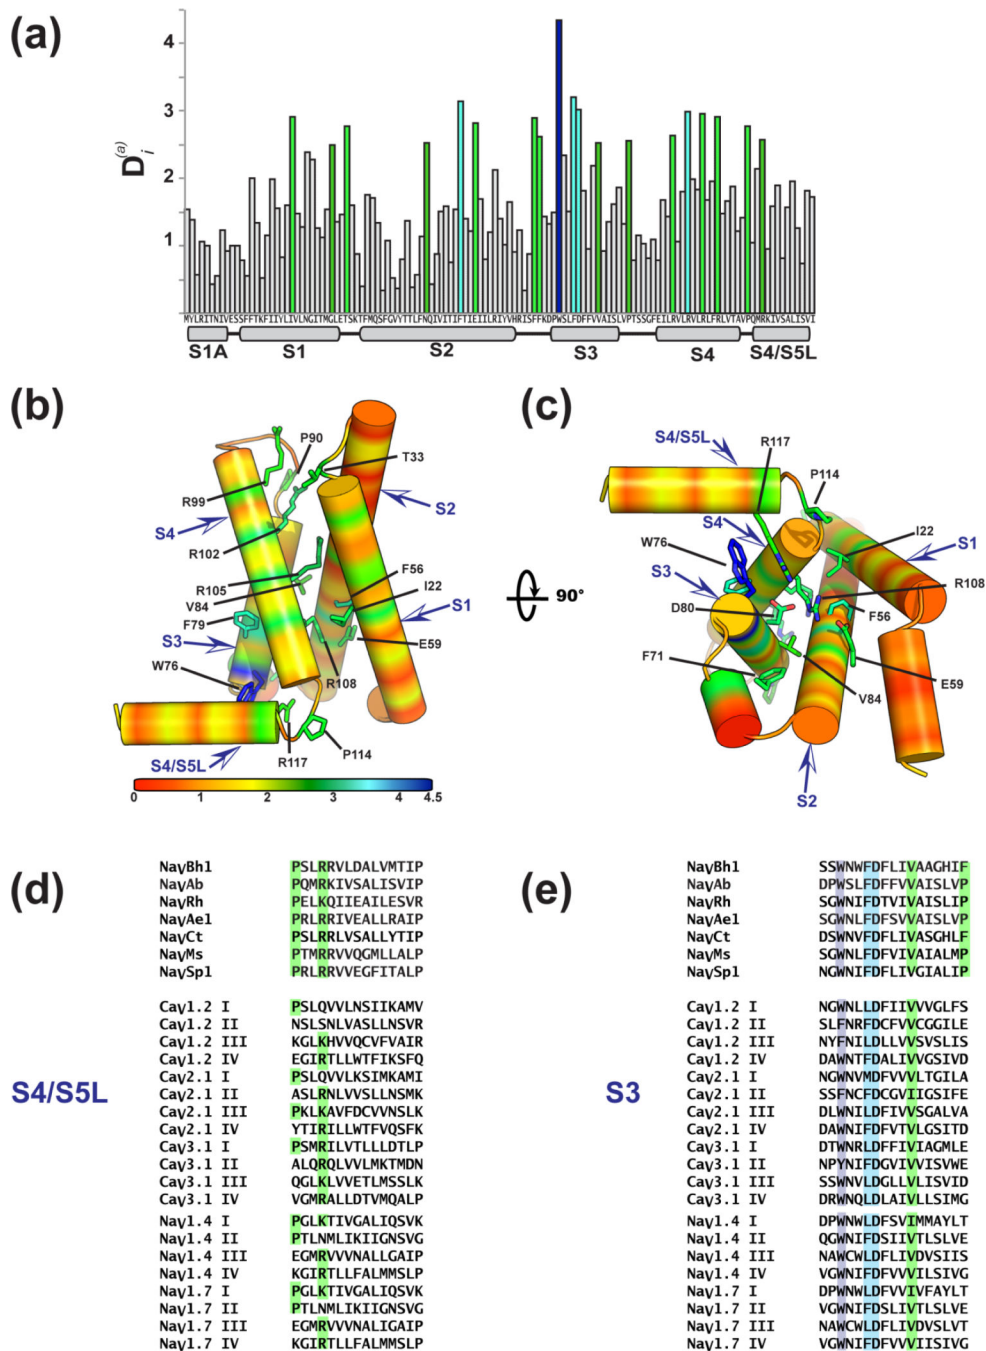 (a)
D_i^(a)
4
3
2
1
MYLRITNIVESSFFTKFIIYLIVLNGITMGLETSKTFMQSFGVYTTLFNQIVITIFTIEIILRIYVHRISFFKDPWSLFDFFVVAISLVPTSSGFEILRVLRVLRLFRLVTAVPQMRKIVSALISVI
S1A S1 S2 S3 S4 S4/S5L
(b)
P90
T33
R99
S4
S2
R102
R105
V84
F79
F56
I22
S1
S3
E59
W76
R108
S4/S5L
R117
P114
0 1 2 3 4 4.5
90°
(c)
S4/S5L
R117
P114
S4
I22
W76
S1
S3
R108
D80
F56
F71
E59
V84
S2
(d)
S4/S5L
NaVBh1 PSLRRVLDALVMTIP
NaVAb PQMRKIVSALISVIP
NaVRh PELKQIIEAILESVR
NaVAe1 PRLRRIVEALLRAIP
NaVCt PSLRRLVSALLYTIP
NaVMs PTMRRVVQGMLLALP
NaVSp1 PRLRRVVEGFITALP
CaV1.2 I PSLQVVLNSIIKAMV
CaV1.2 II NSLSNLVASLLNSVR
CaV1.2 III KGLKHVVQCVFVAIR
CaV1.2 IV EGIRTLLWTFIKSFQ
CaV2.1 I PSLQVVLKSIMKAMI
CaV2.1 II ASLRNLVVSLLNSMK
CaV2.1 III PKLKAVFDCVVNSLK
CaV2.1 IV YTIRILLWTFVQSFK
CaV3.1 I PSMRILVTLLLDTLP
CaV3.1 II ALQRQLVVLMKTMDN
CaV3.1 III QGLKLVVETLMSSLK
CaV3.1 IV VGMRALLDTVMQALP
NaV1.4 I PGLKTIVGALIQSVK
NaV1.4 II PTLNMLIKIIGNSVG
NaV1.4 III EGMRVVVNALLGAIP
NaV1.4 IV KGIRTLLFALMMSLP
NaV1.7 I PGLKTIVGALIQSVK
NaV1.7 II PTLNMLIKIIGNSVG
NaV1.7 III EGMRVVVNALIGAIP
NaV1.7 IV KGIRTLLFALMMSLP
(e)
S3
NaVBh1 SSWNWFDFLIVAAGHIF
NaVAb DPWSLFDFFVVAISLVP
NaVRh SGWNIFDTVIVAISLIP
NaVAe1 SGWNLFDFSVVAISLVP
NaVCt DSWNVFDFLIVASGHLF
NaVMs SGWNLFDFLIVAIALMP
NaVSp1 NGWNIFDFLIVGIALIP
CaV1.2 I NGWNLLDFIIVVVGLFS
CaV1.2 II SLFNRFDCFVVCGGILE
CaV1.2 III NYFNILDLLVVSVSLIS
CaV1.2 IV DAWNTFDALIVVGSIVD
CaV2.1 I NGWNVMDFVVVLTGILA
CaV2.1 II SSFNCFDCGVIIGSIFE
CaV2.1 III DLWNILDFIVVSGALVA
CaV2.1 IV DAWNIFDFVTVLGSITD
CaV3.1 I DTWNRLDFFIVIAGMLE
CaV3.1 II NPYNIFDGVIVVISVWE
CaV3.1 III SSWNVLDGLLVLISVID
CaV3.1 IV DRWNQLDLAIVLLSIMG
NaV1.4 I DPWNWLDFSVIMMAYLT
NaV1.4 II QGWNIFDSIIVTLSLVE
NaV1.4 III NAWCWLDFLIVDVSIIS
NaV1.4 IV VGWNIFDFVVVILSIVG
NaV1.7 I DPWNWLDFVVIVFAYLT
NaV1.7 II VGWNIFDSLIVTLSLVE
NaV1.7 III NAWCWLDFLIVDVSLVT
NaV1.7 IV VGWNIFDFVVVIISIVG